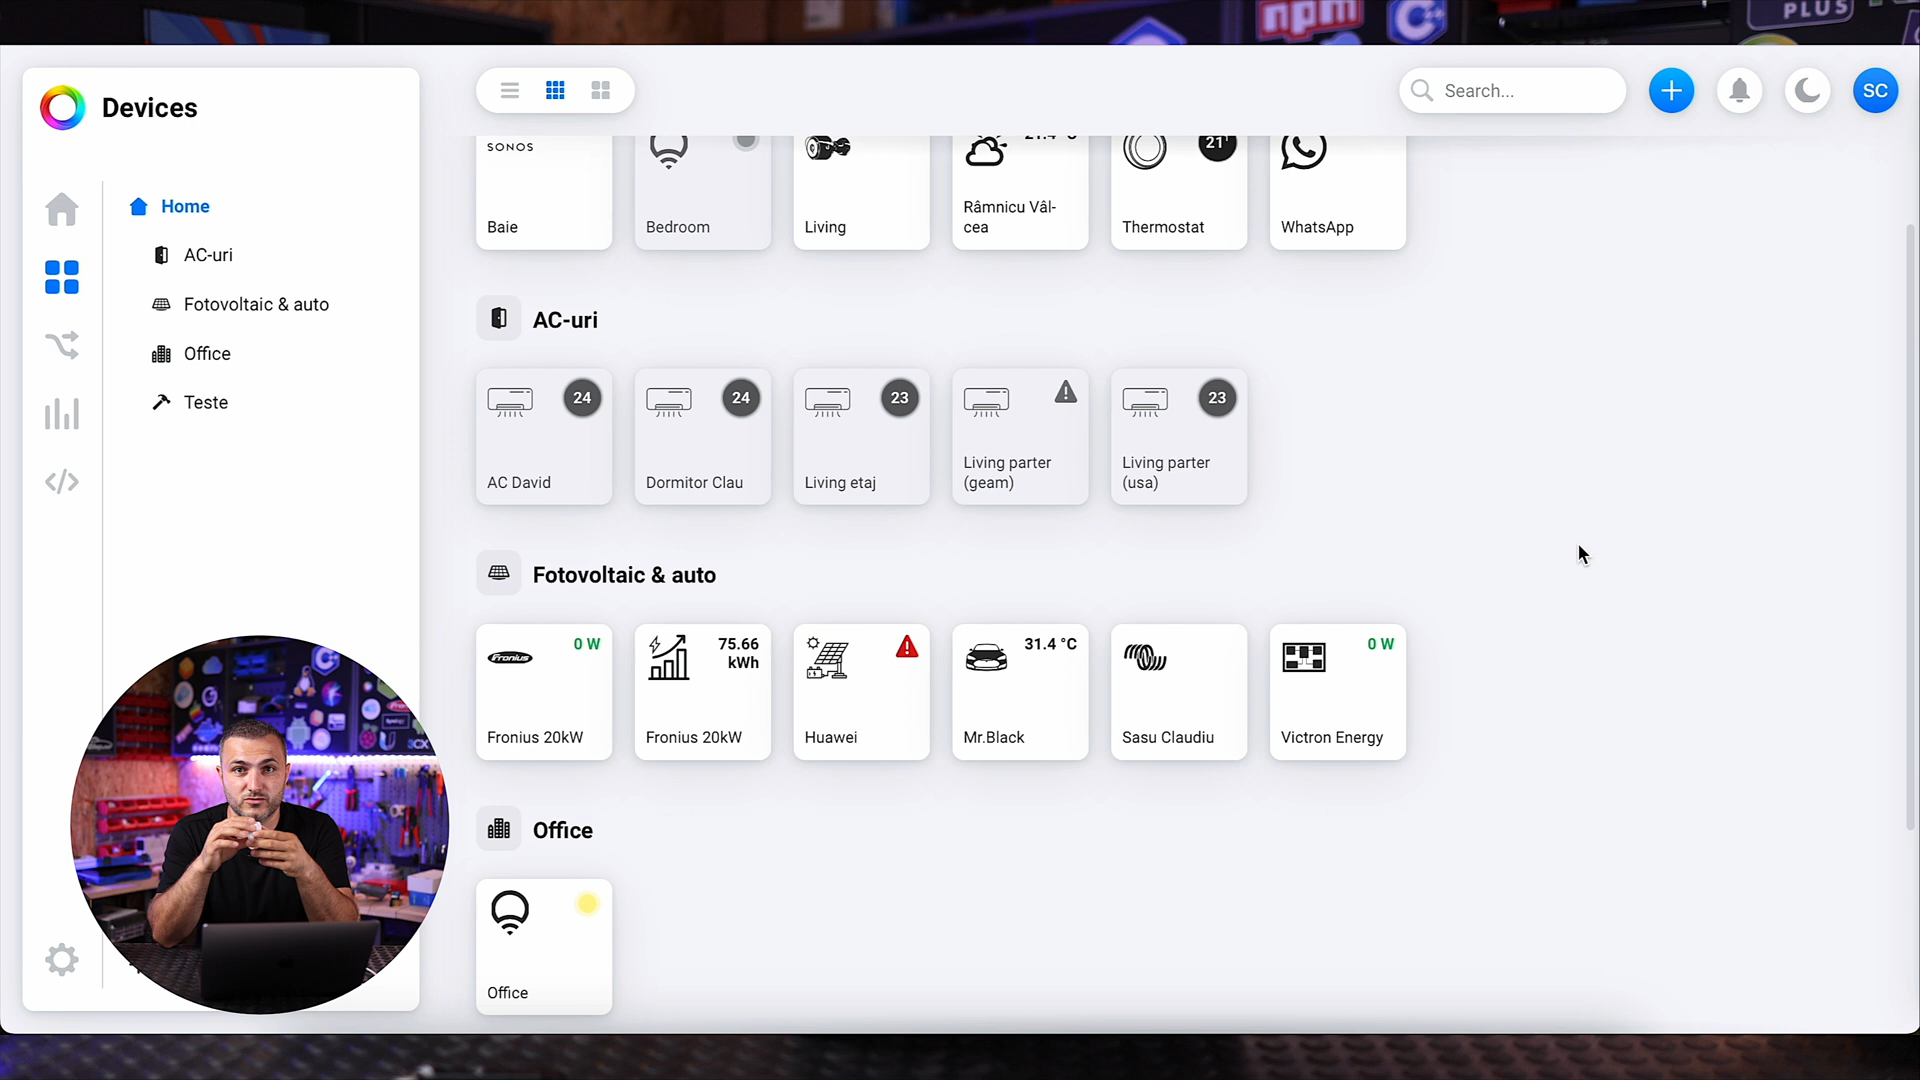 npm
C
PLUS
Devices
Search...
SC
Home
AC-uri
Fotovoltaic & auto
Office
Teste
SONOS
Baie
Bedroom
Living
21.4 °C
Râmnicu Vâl-
cea
21°
Thermostat
WhatsApp
AC-uri
24
AC David
24
Dormitor Clau
23
Living etaj
Living parter
(geam)
23
Living parter
(usa)
Fotovoltaic & auto
Fronius
0 W
Fronius 20kW
75.66
kWh
Fronius 20kW
Huawei
31.4 °C
Mr.Black
Sasu Claudiu
0 W
Victron Energy
Office
Office
3CX